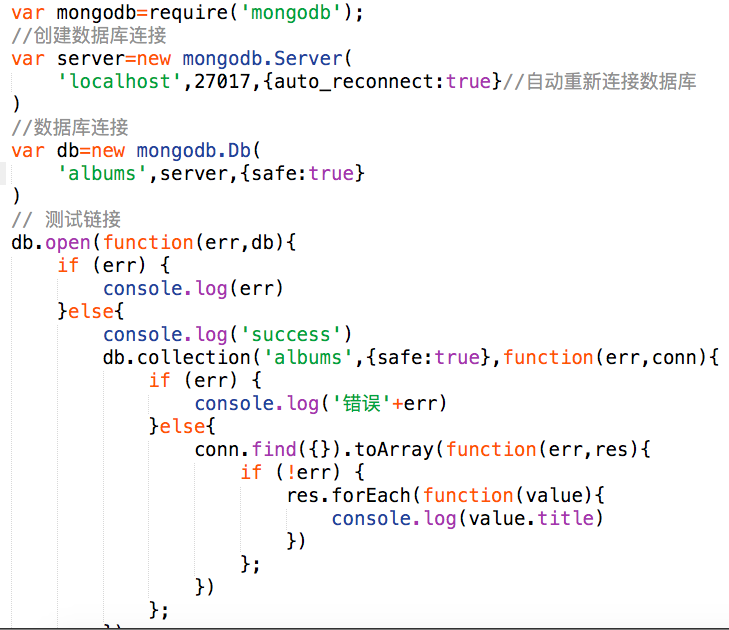 var mongodb=require('mongodb');
//创建数据库连接
var server=new mongodb.Server(
    'localhost',27017,{auto_reconnect:true}//自动重新连接数据库
)
//数据库连接
var db=new mongodb.Db(
    'albums',server,{safe:true}
)
// 测试链接
db.open(function(err,db){
    if (err) {
        console.log(err)
    }else{
        console.log('success')
        db.collection('albums',{safe:true},function(err,conn){
            if (err) {
                console.log('错误'+err)
            }else{
                conn.find({}).toArray(function(err,res){
                    if (!err) {
                        res.forEach(function(value){
                            console.log(value.title)
                        })
                    };
                })
            };